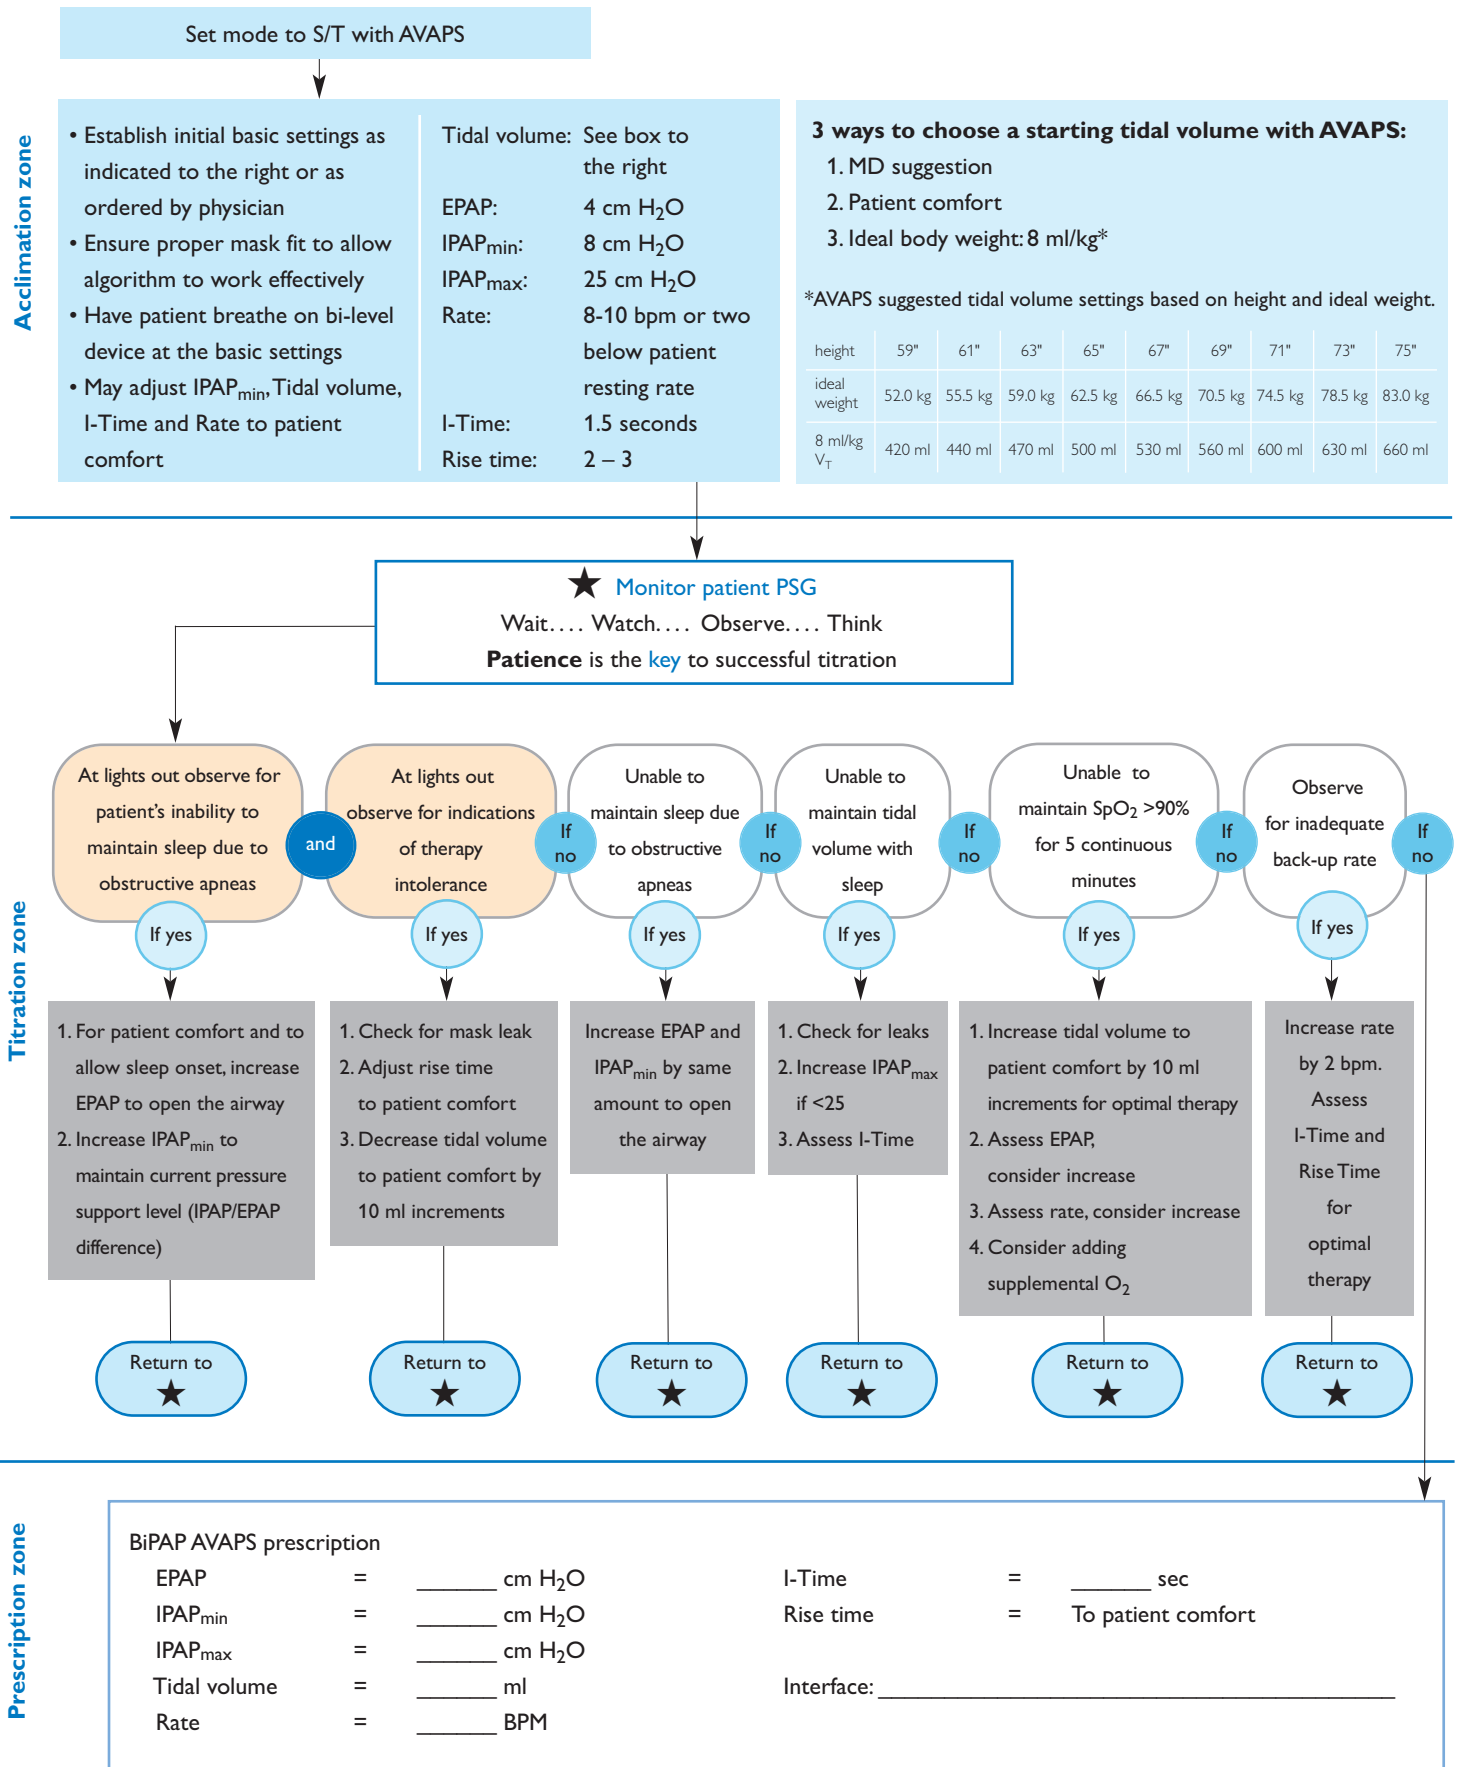 Set mode to S/T with AVAPS
Acclimation zone
• Establish initial basic settings as
indicated to the right or as
ordered by physician
• Ensure proper mask fit to allow
algorithm to work effectively
• Have patient breathe on bi-level
device at the basic settings
• May adjust IPAPmin, Tidal volume,
I-Time and Rate to patient
comfort
Tidal volume: See box to
the right
EPAP: 4 cm H2O
IPAPmin: 8 cm H2O
IPAPmax: 25 cm H2O
Rate: 8-10 bpm or two
below patient
resting rate
I-Time: 1.5 seconds
Rise time: 2 – 3
3 ways to choose a starting tidal volume with AVAPS:
1. MD suggestion
2. Patient comfort
3. Ideal body weight: 8 ml/kg*
*AVAPS suggested tidal volume settings based on height and ideal weight.
height 59" 61" 63" 65" 67" 69" 71" 73" 75"
ideal
weight 52.0 kg 55.5 kg 59.0 kg 62.5 kg 66.5 kg 70.5 kg 74.5 kg 78.5 kg 83.0 kg
8 ml/kg
VT 420 ml 440 ml 470 ml 500 ml 530 ml 560 ml 600 ml 630 ml 660 ml
Titration zone
★ Monitor patient PSG
Wait.... Watch.... Observe.... Think
Patience is the key to successful titration
At lights out observe for
patient's inability to
maintain sleep due to
obstructive apneas
and
At lights out
observe for indications
of therapy
intolerance
If
no
Unable to
maintain sleep due
to obstructive
apneas
If
no
Unable to
maintain tidal
volume with
sleep
If
no
Unable to
maintain SpO2 >90%
for 5 continuous
minutes
If
no
Observe
for inadequate
back-up rate
If
no
If yes
If yes
If yes
If yes
If yes
If yes
1. For patient comfort and to
allow sleep onset, increase
EPAP to open the airway
2. Increase IPAPmin to
maintain current pressure
support level (IPAP/EPAP
difference)
1. Check for mask leak
2. Adjust rise time
to patient comfort
3. Decrease tidal volume
to patient comfort by
10 ml increments
Increase EPAP and
IPAPmin by same
amount to open
the airway
1. Check for leaks
2. Increase IPAPmax
if <25
3. Assess I-Time
1. Increase tidal volume to
patient comfort by 10 ml
increments for optimal therapy
2. Assess EPAP,
consider increase
3. Assess rate, consider increase
4. Consider adding
supplemental O2
Increase rate
by 2 bpm.
Assess
I-Time and
Rise Time
for
optimal
therapy
Return to
★
Return to
★
Return to
★
Return to
★
Return to
★
Return to
★
Prescription zone
BiPAP AVAPS prescription
EPAP = ______ cm H2O
IPAPmin = ______ cm H2O
IPAPmax = ______ cm H2O
Tidal volume = ______ ml
Rate = ______ BPM
I-Time = ______ sec
Rise time = To patient comfort
Interface: ______________________________________